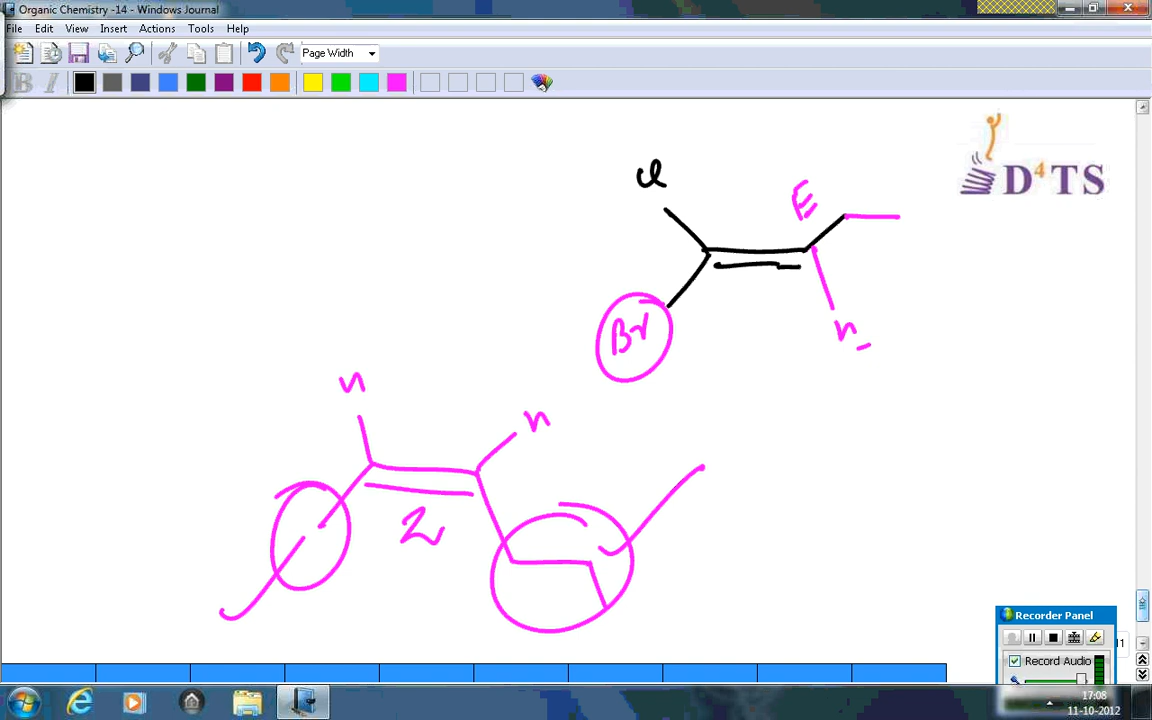 Organic Chemistry -14 - Windows Journal
File Edit View Insert Actions Tools Help
Page Width
B I
D4TS
Cl
E
Br
H
H
H
Z
Recorder Panel
Record Audio
11
17:08
11-10-2012